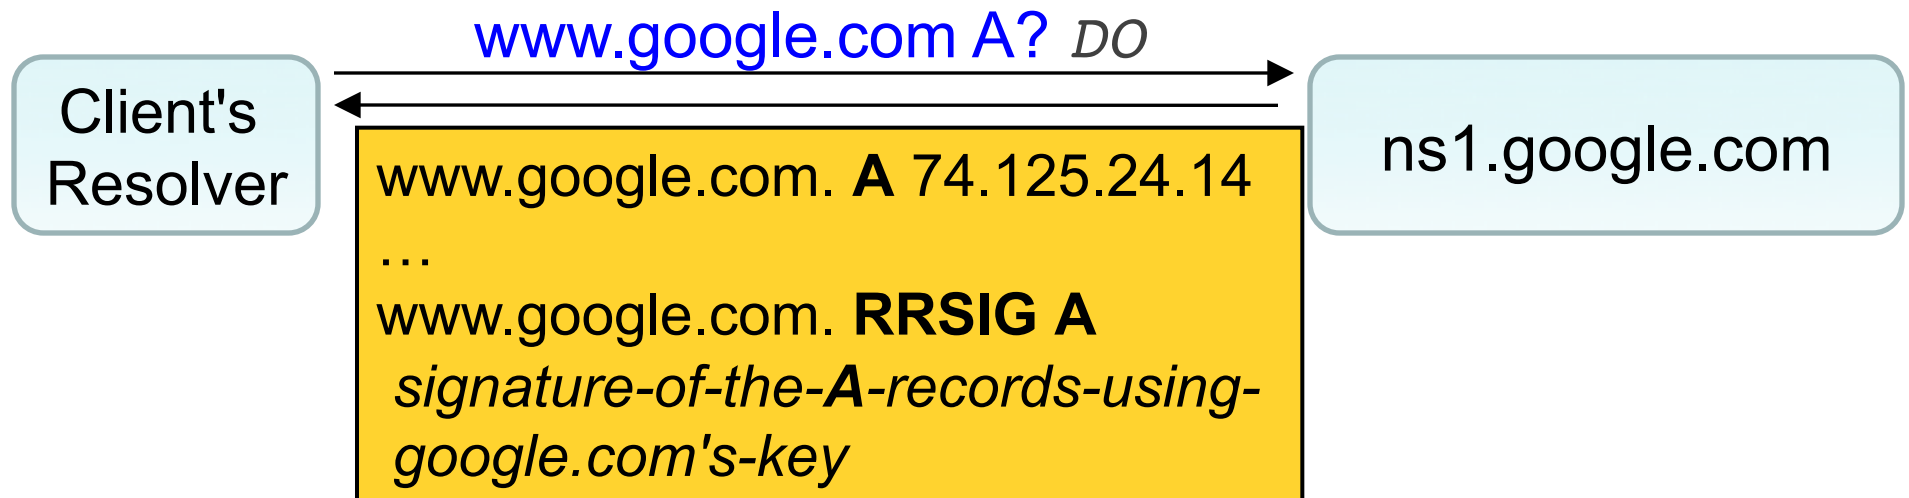 www.google.com A? DO
Client's
Resolver
ns1.google.com
www.google.com. A 74.125.24.14
…
www.google.com. RRSIG A
signature-of-the-A-records-using-
google.com's-key